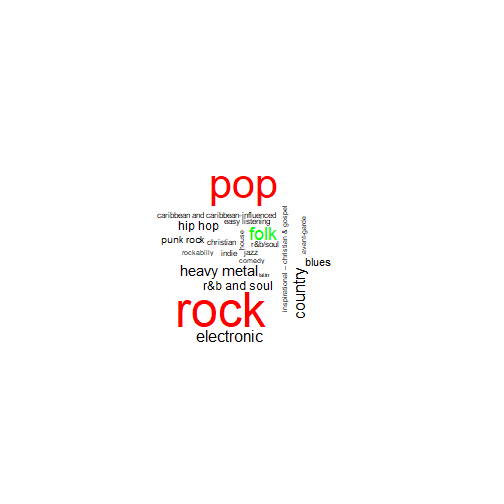 pop
caribbean and caribbean-influenced
easy listening
hip hop
folk
punk rock
christian
house
r&b/soul
rockabilly
indie
jazz
comedy
heavy metal
latin
r&b and soul
rock
electronic
inspirational – christian & gospel
country
avant-garde
blues